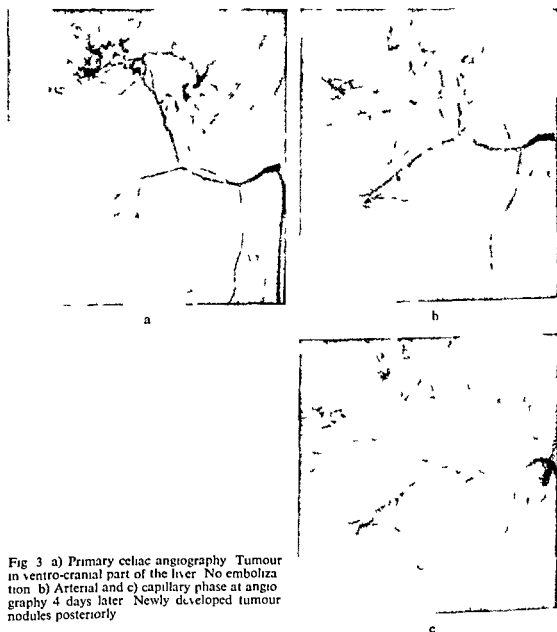 a
b
Fig 3 a) Primary celiac angiography Tumour
in ventro-cranial part of the liver No emboliza
tion b) Arterial and c) capillary phase at angio
graphy 4 days later Newly developed tumour
nodules posteriorly
c